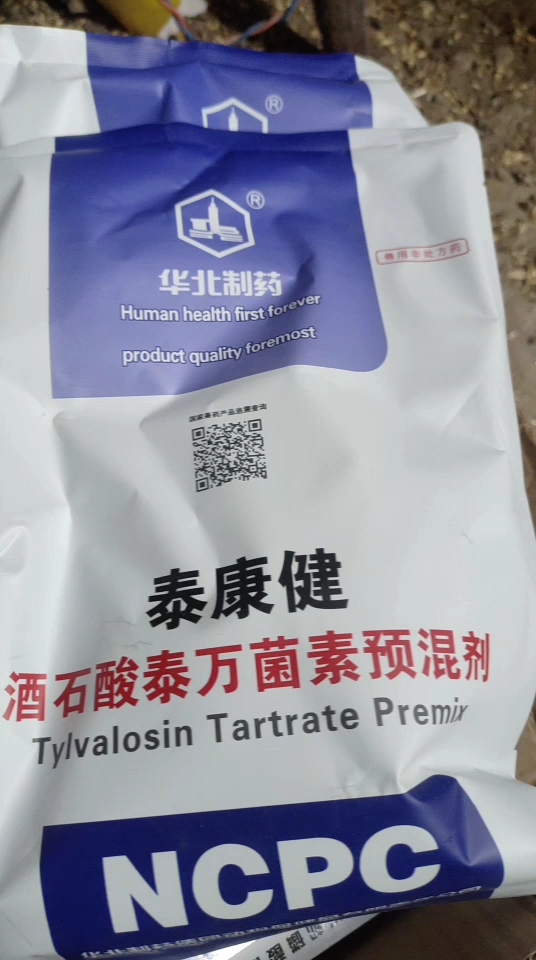 ®
®
华北制药
Human health first forever
product quality foremost
兽用非处方药
国家兽药产品追溯查询
泰康健
酒石酸泰万菌素预混剂
Tylvalosin Tartrate Premix
NCPC